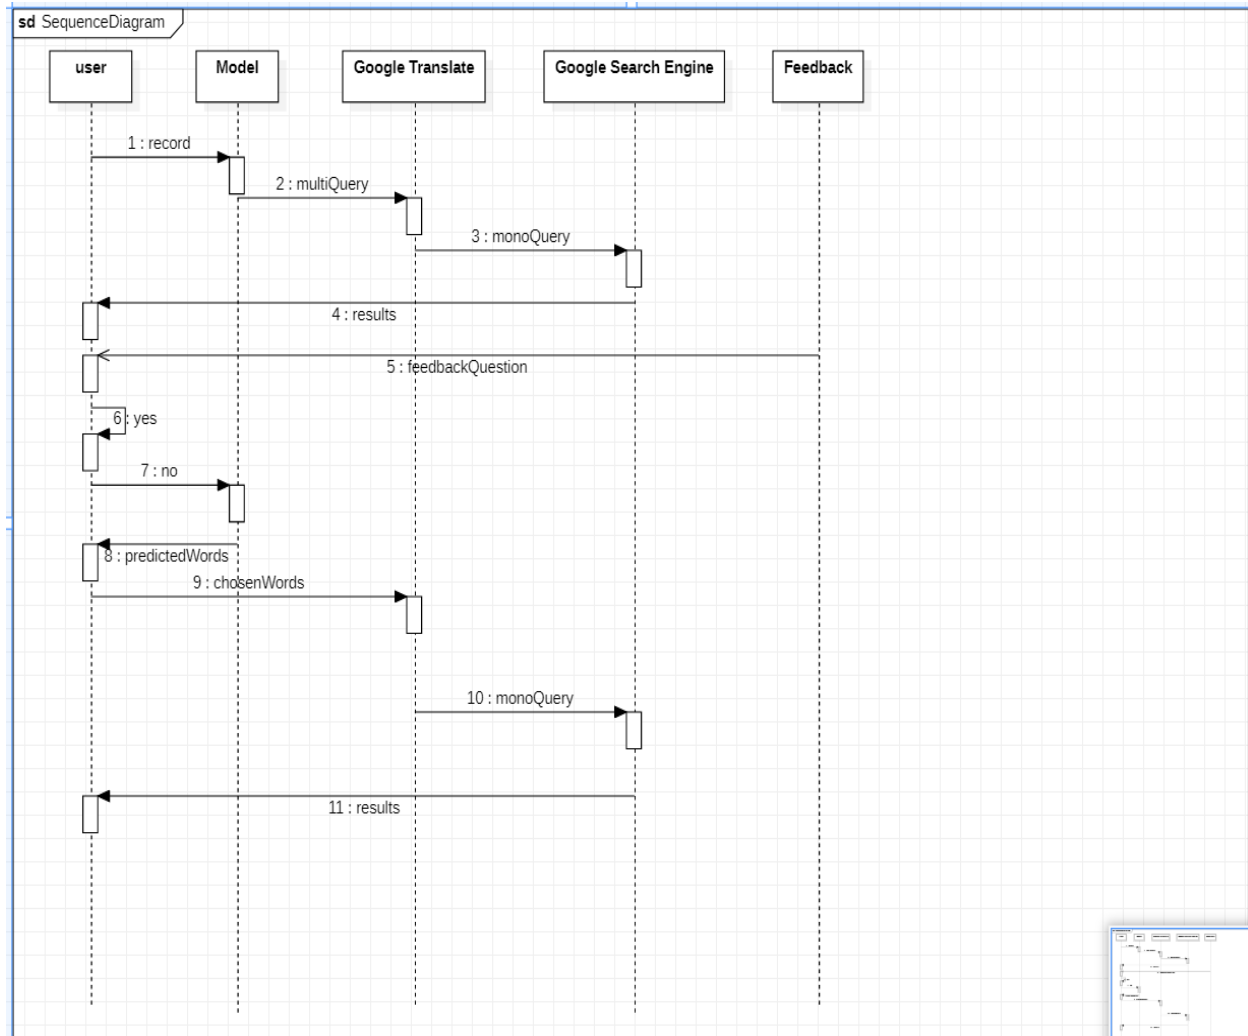 sd SequenceDiagram
user
Model
Google Translate
Google Search Engine
Feedback
1 : record
2 : multiQuery
3 : monoQuery
4 : results
5 : feedbackQuestion
6 : yes
7 : no
8 : predictedWords
9 : chosenWords
10 : monoQuery
11 : results